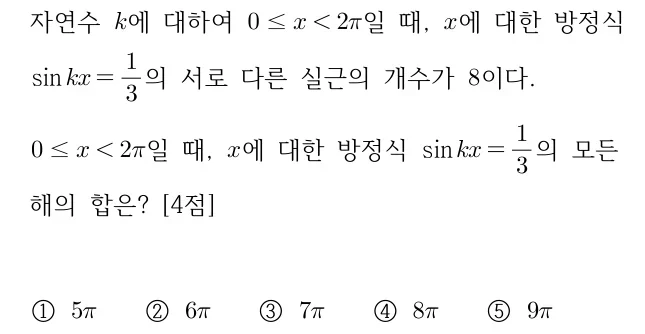 자연수 k에 대하여 0 ≤ x < 2π일 때, x에 대한 방정식
sin kx = 1/3의 서로 다른 실근의 개수가 8이다.
0 ≤ x < 2π일 때, x에 대한 방정식 sin kx = 1/3의 모든
해의 합은? [4점]
① 5π ② 6π ③ 7π ④ 8π ⑤ 9π